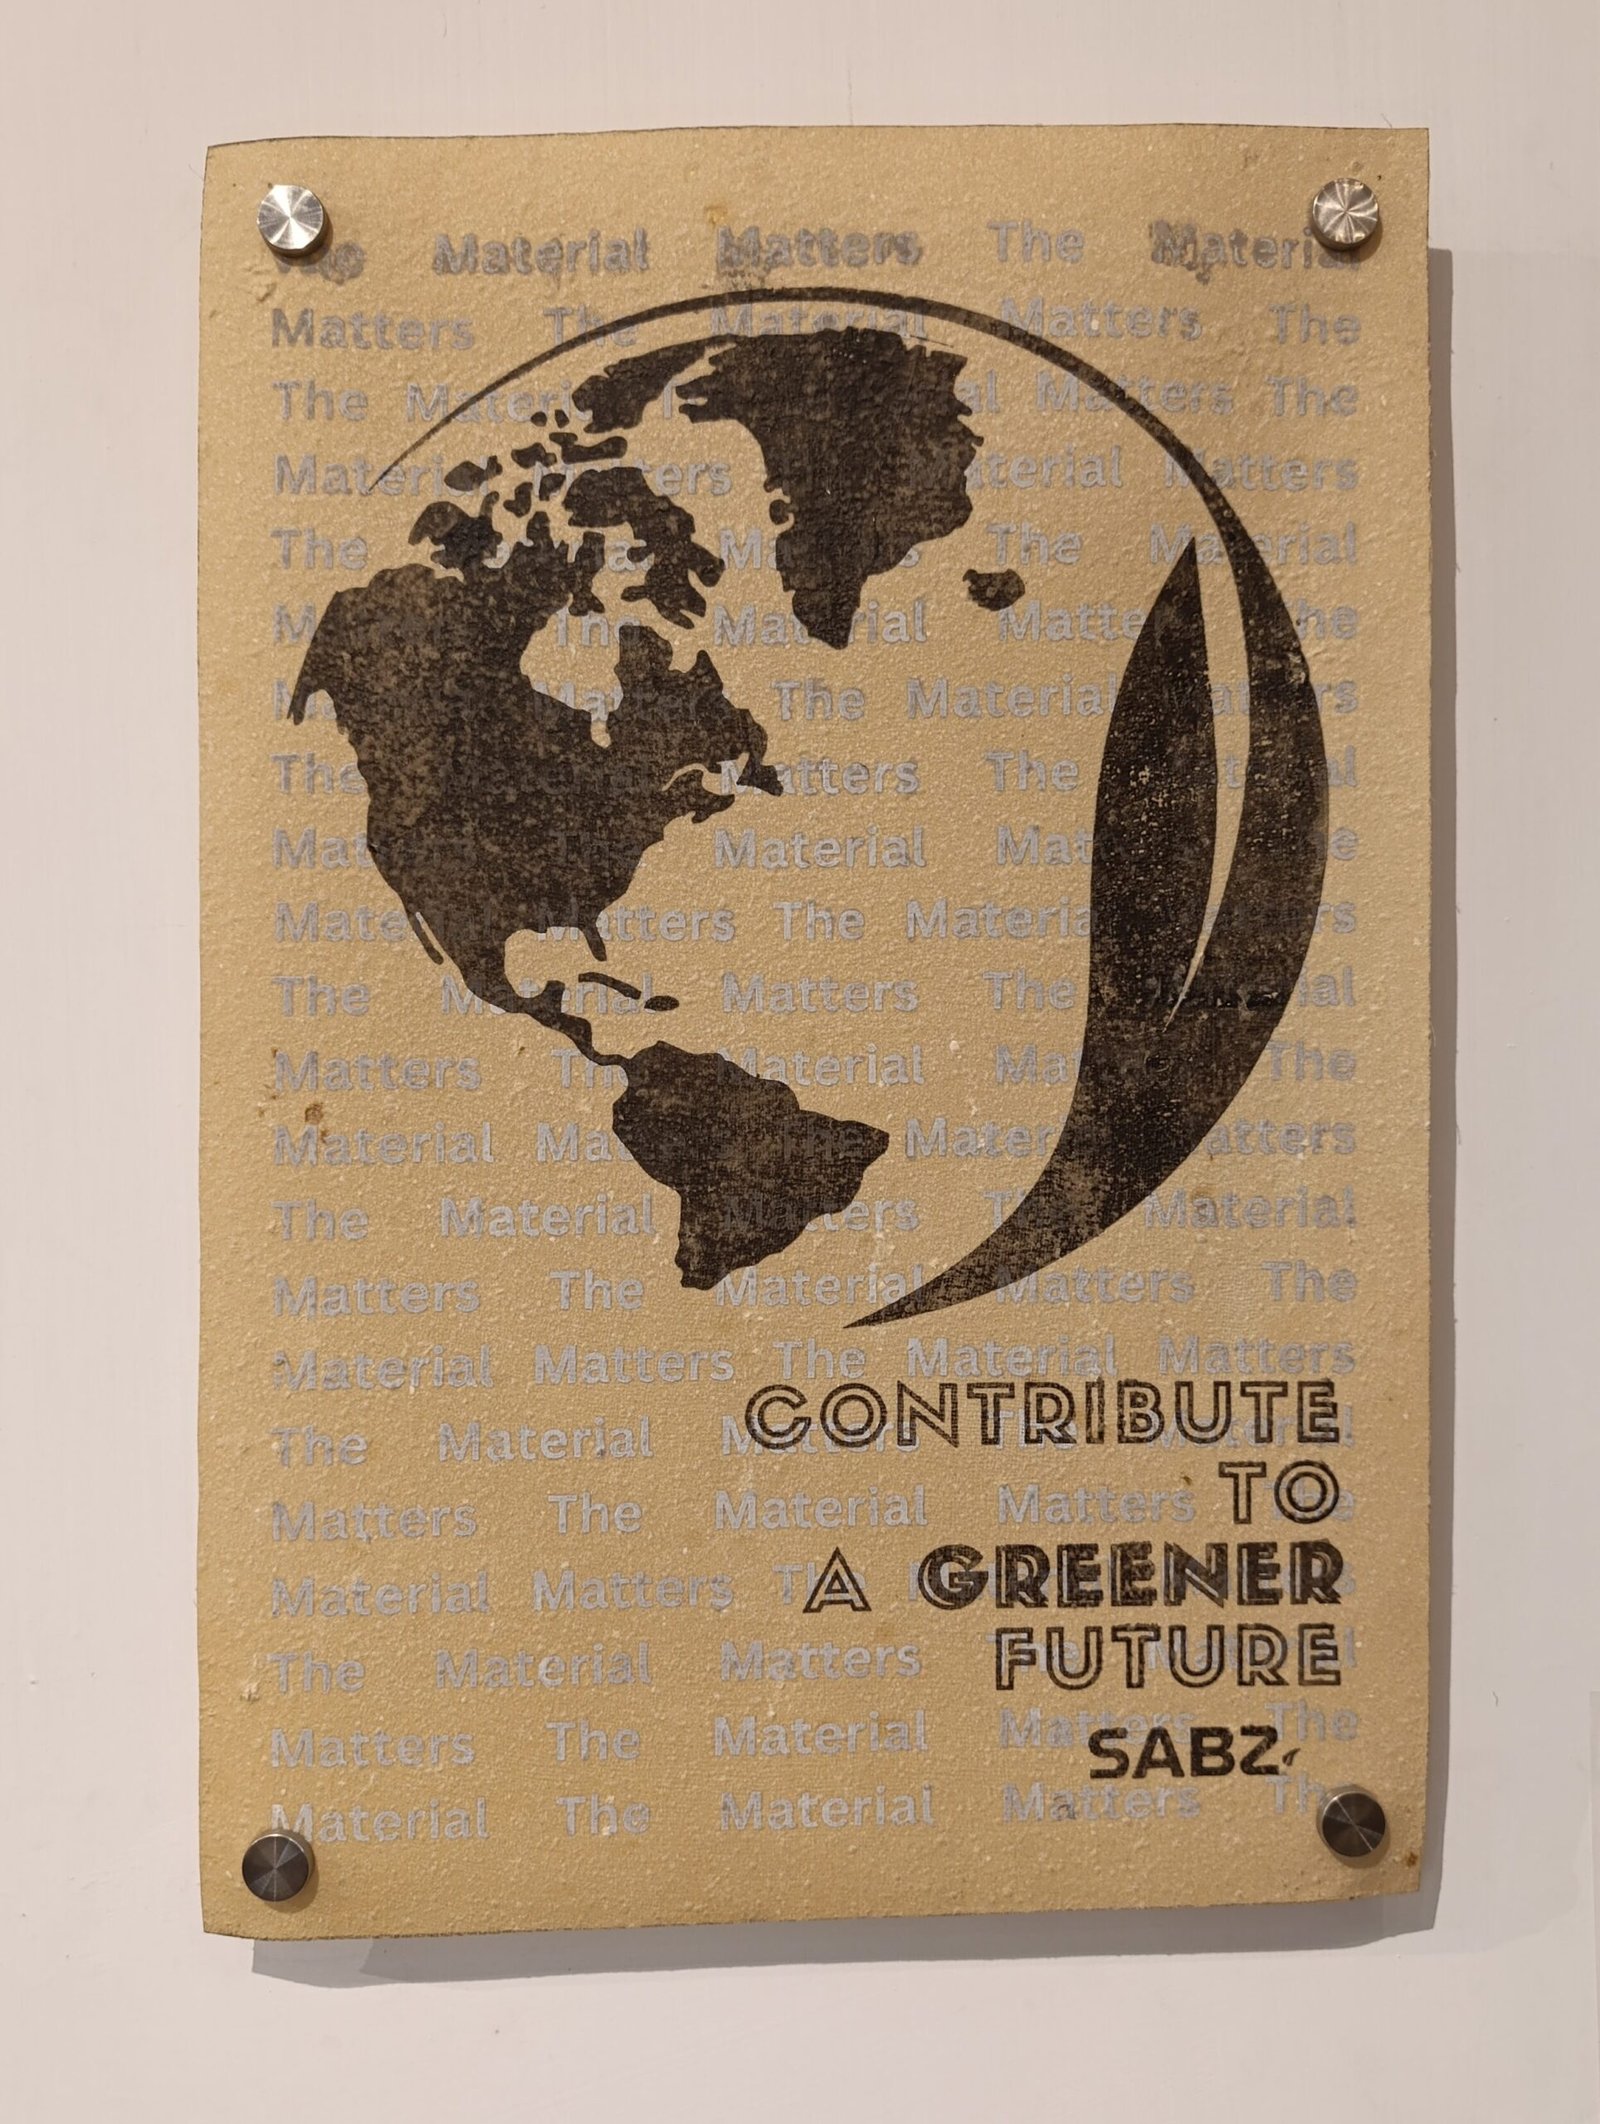 The Material Matters The Material
Matters The Material Matters The
The Material Matters The
Material Matters Material Matters
The Material Matters The Material
Matters The Material Matters The
Material Matters The Material Matters
The Material Matters The Material
Matters The Material Matters The
Material Matters The Material Matters
The Material Matters The Material
Matters The Material Matters The
Material Matters The Material Matters
The Material Matters The Material
Matters The Material Matters The
Material Matters The Material Matters
The Material Matters The Material
CONTRIBUTE
Matters The Material Matters The
TO
Material Matters The Material Matters
A GREENER
The Material Matters The Material
FUTURE
Matters The Material Matters The
SABZ
Material The Material Matters The